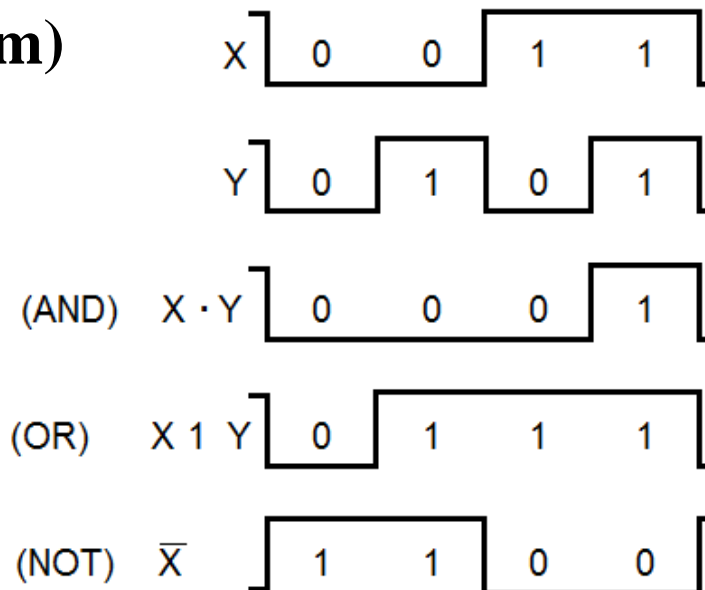 m)
X 0 0 1 1
Y 0 1 0 1
(AND) X · Y 0 0 0 1
(OR) X 1 Y 0 1 1 1
(NOT) X̅ 1 1 0 0